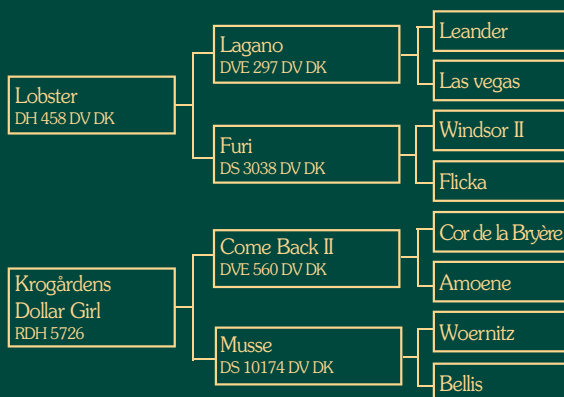 Lobster
DH 458 DV DK
Krogårdens
Dollar Girl
RDH 5726
Lagano
DVE 297 DV DK
Furi
DS 3038 DV DK
Come Back II
DVE 560 DV DK
Musse
DS 10174 DV DK
Leander
Las vegas
Windsor II
Flicka
Cor de la Bryère
Amoene
Woernitz
Bellis